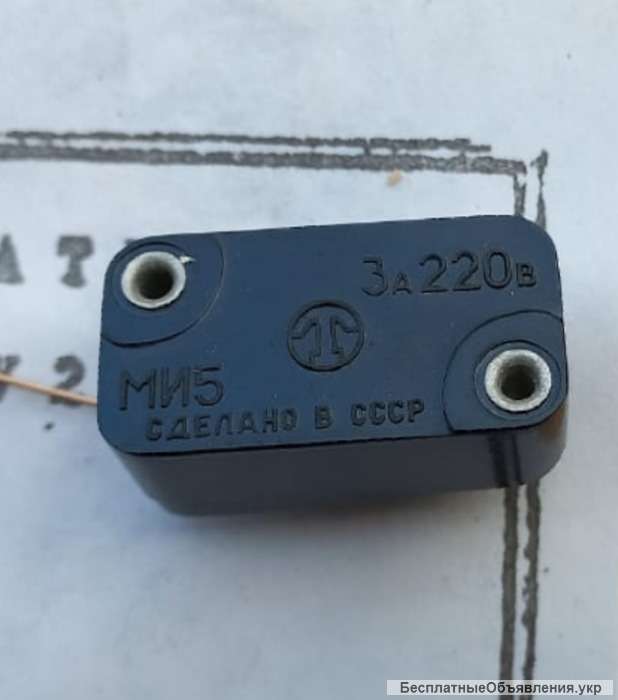 3А 220В
МИ5
СДЕЛАНО В СССР
БесплатныеОбъявления.укр